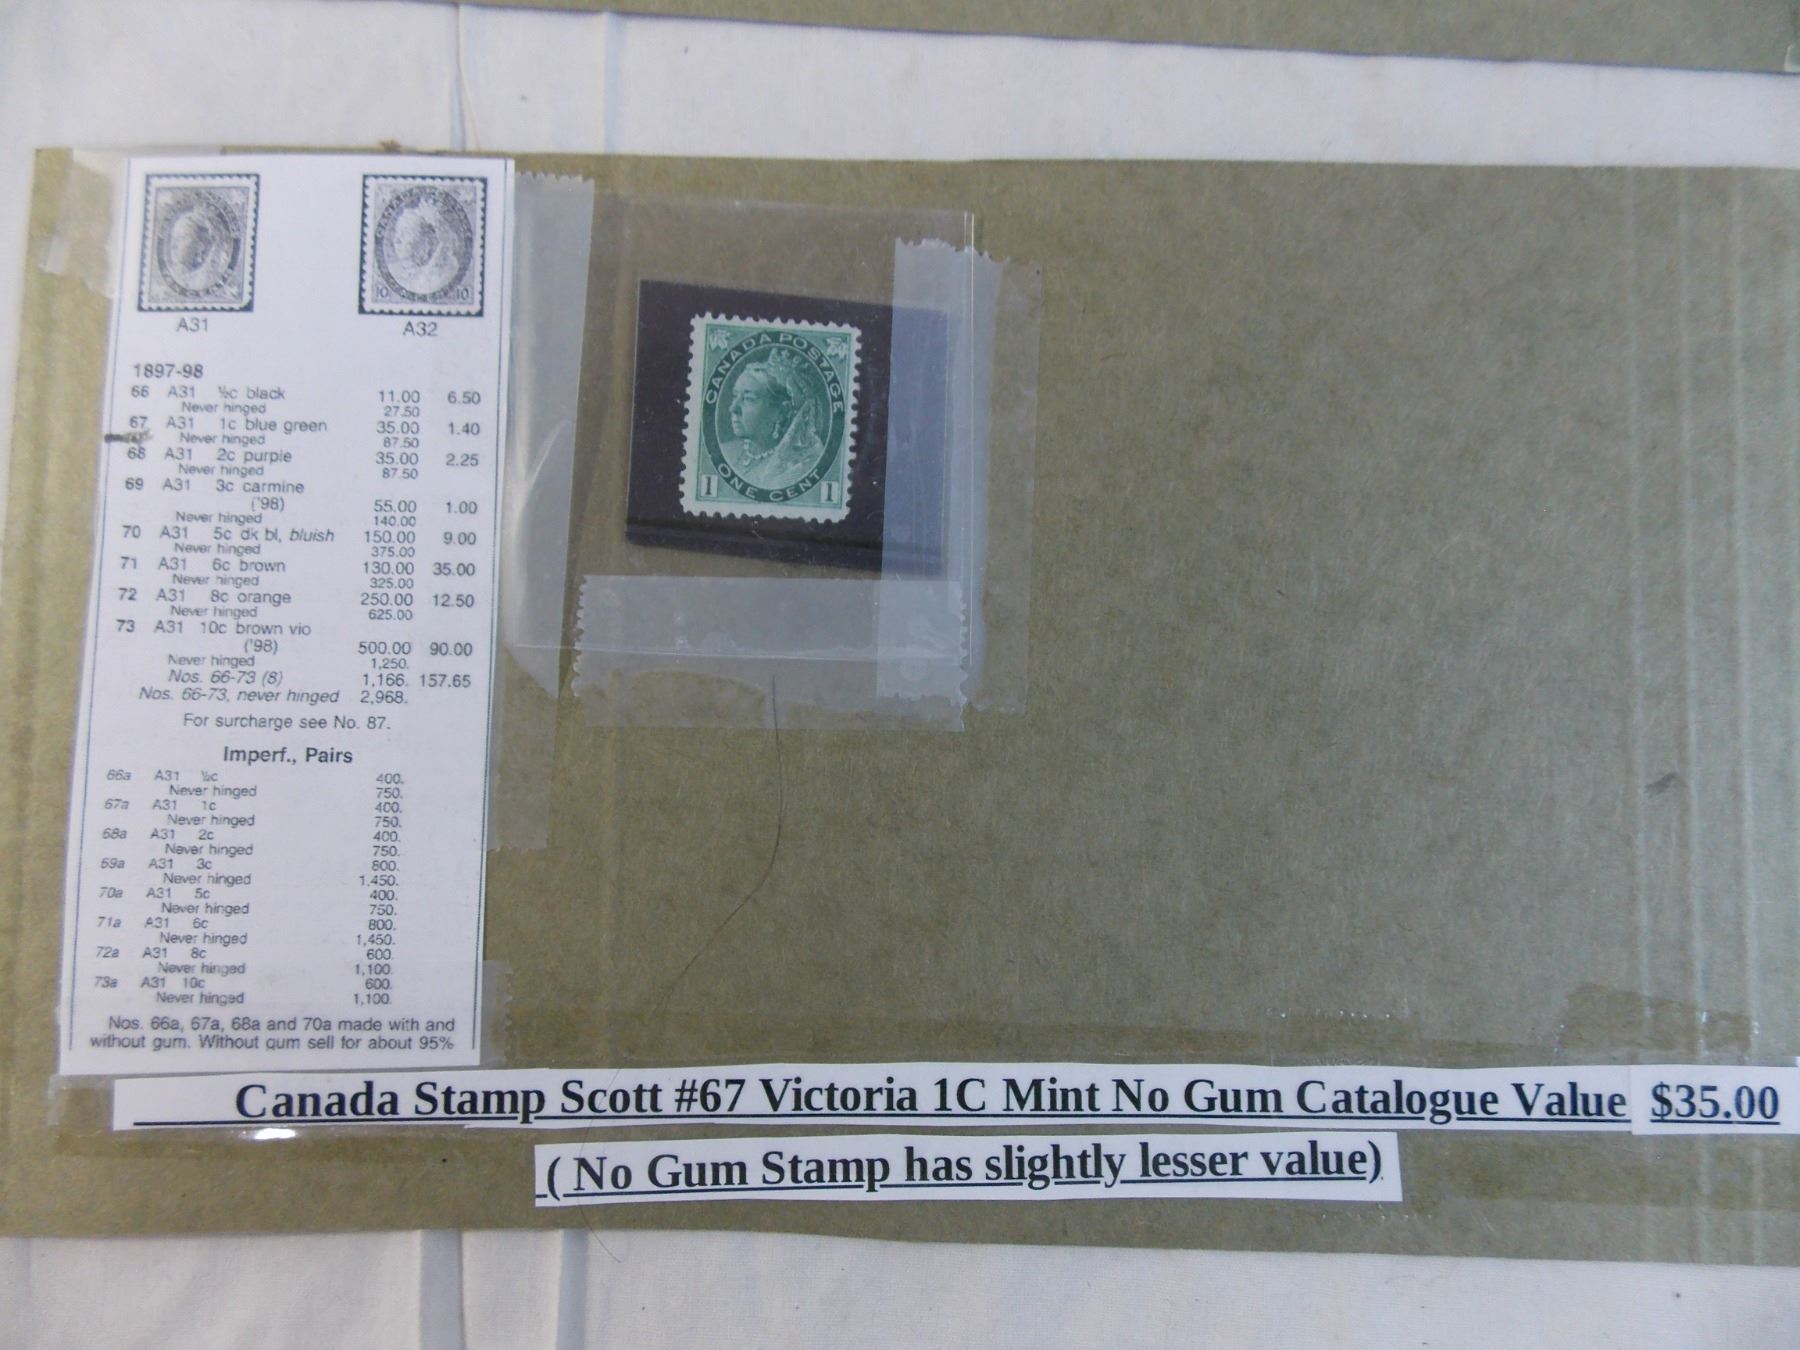 A31 A32
1897-98
66 A31 ½c black 11.00 6.50
Never hinged 27.50
67 A31 1c blue green 35.00 1.40
Never hinged 87.50
68 A31 2c purple 35.00 2.25
Never hinged 87.50
69 A31 3c carmine
('98) 55.00 1.00
Never hinged 140.00
70 A31 5c dk bl, bluish 150.00 9.00
Never hinged 375.00
71 A31 6c brown 130.00 35.00
Never hinged 325.00
72 A31 8c orange 250.00 12.50
Never hinged 625.00
73 A31 10c brown vio
('98) 500.00 90.00
Never hinged 1,250.
Nos. 66-73 (8) 1,166. 157.65
Nos. 66-73, never hinged 2,968.
For surcharge see No. 87.
Imperf., Pairs
66a A31 ½c 400.
Never hinged 750.
67a A31 1c 400.
Never hinged 750.
68a A31 2c 400.
Never hinged 750.
69a A31 3c 800.
Never hinged 1,450.
70a A31 5c 400.
Never hinged 750.
71a A31 6c 800.
Never hinged 1,450.
72a A31 8c 600.
Never hinged 1,100.
73a A31 10c 600.
Never hinged 1,100.
Nos. 66a, 67a, 68a and 70a made with and
without gum. Without gum sell for about 95%
CANADA POSTAGE
1 ONE CENT 1
Canada Stamp Scott #67 Victoria 1C Mint No Gum Catalogue Value $35.00
( No Gum Stamp has slightly lesser value)